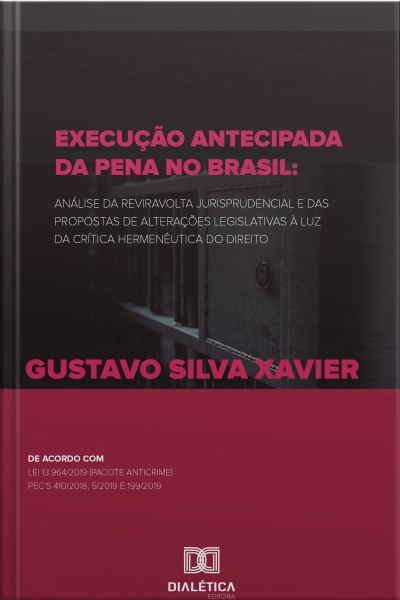 EXECUÇÃO ANTECIPADA
DA PENA NO BRASIL:
ANÁLISE DA REVIRAVOLTA JURISPRUDENCIAL E DAS
PROPOSTAS DE ALTERAÇÕES LEGISLATIVAS À LUZ
DA CRÍTICA HERMENÊUTICA DO DIREITO
GUSTAVO SILVA XAVIER
DE ACORDO COM
LEI 13.964/2019 (PACOTE ANTICRIME)
PEC'S 410/2018, 5/2019 E 199/2019
DIALÉTICA
EDITORA